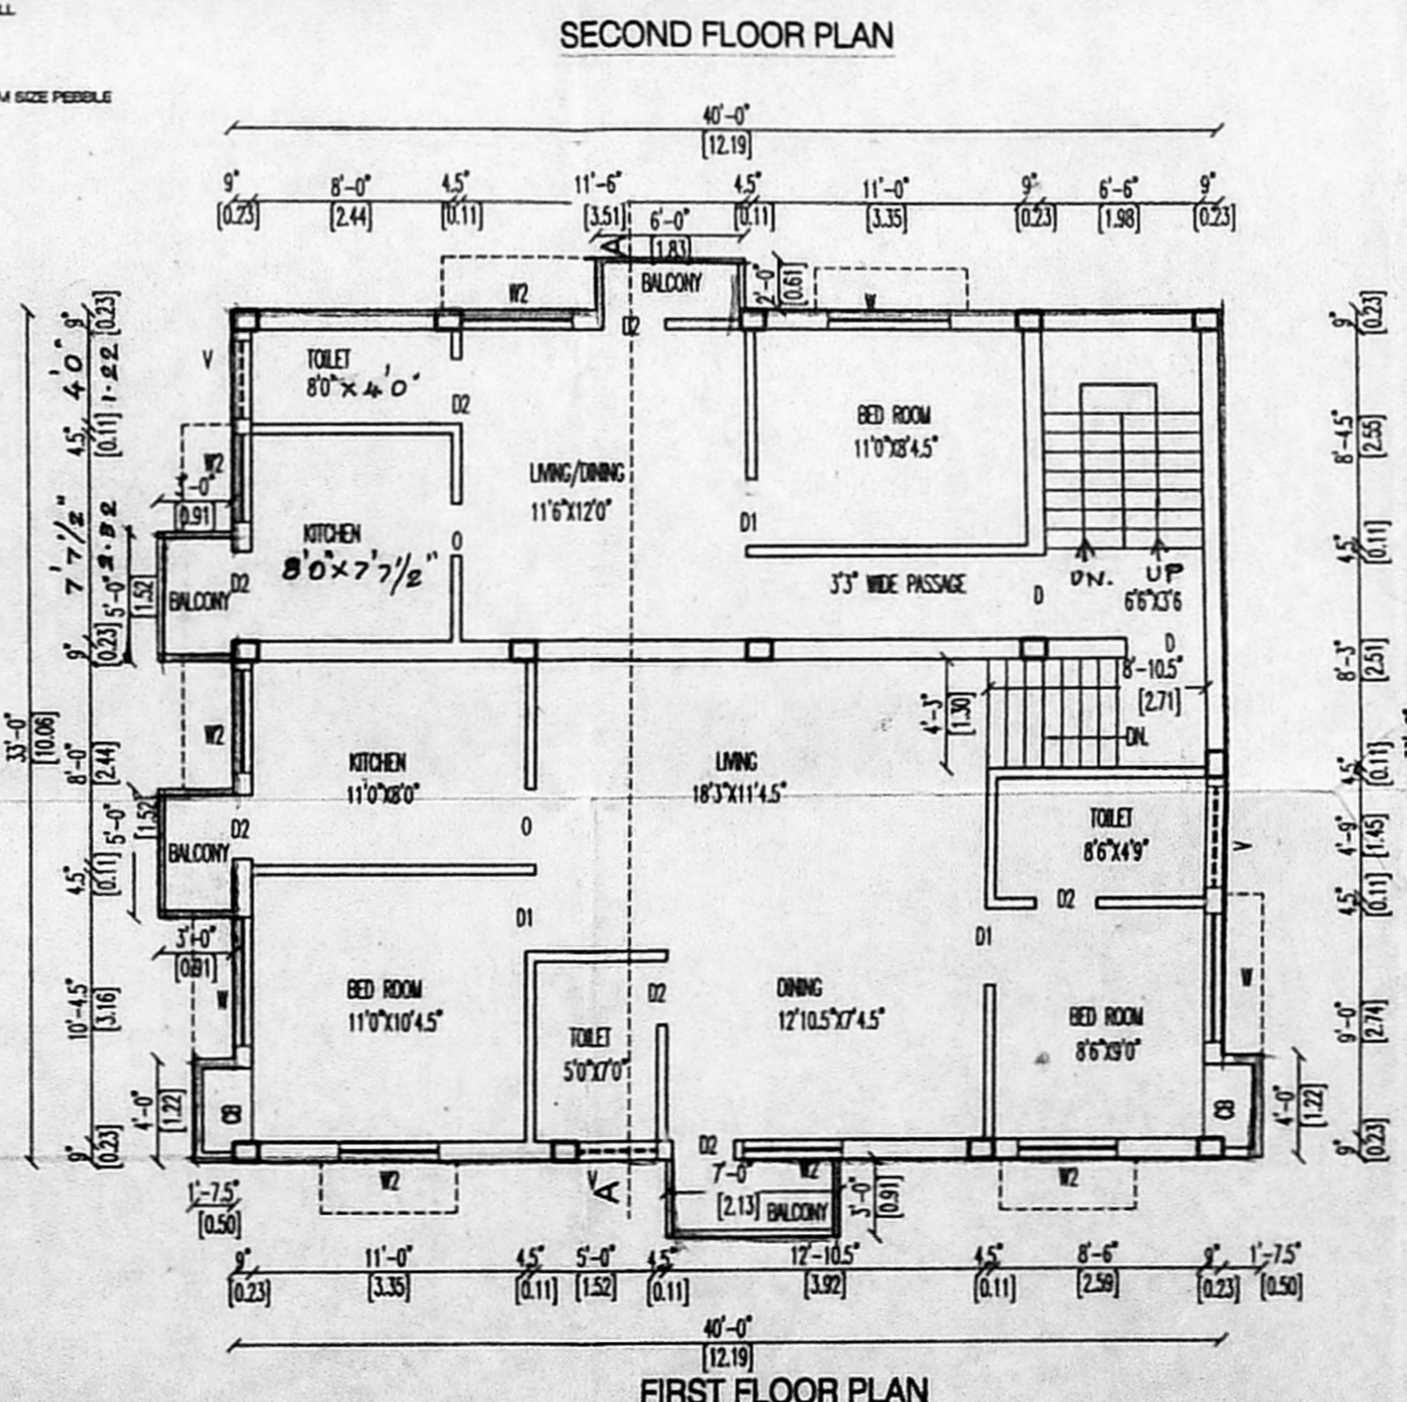 LL
M SIZE PEBBLE
SECOND FLOOR PLAN
40'-0"
[12.19]
9" 8'-0" 4.5" 11'-6" 4.5" 11'-0" 9" 6'-6" 9"
[0.23] [2.44] [0.11] [3.51] [0.11] [3.35] [0.23] [1.98] [0.23]
6'-0"
[1.83]
A
BALCONY
2'-0"
[0.61]
W2
W
D2
9"
[0.23]
4'0"
1.22
4.5"
[0.11]
7'7 1/2"
2.32
9"
[0.23]
33'-0"
[10.06]
8'-0"
[2.44]
4.5"
[0.11]
10'-4.5"
[3.16]
9"
[0.23]
V
TOILET
8'0"x4'0"
D2
W2
[0.91]
KITCHEN
8'0"x7'7 1/2"
O
D2
BALCONY
5'-0"
[1.52]
LIVING/DINING
11'6"X12'0"
BED ROOM
11'0"X8'4.5"
D1
3'3" WIDE PASSAGE
D
DN. UP
6'6"X3'6
D
8'-10.5"
[2.71]
4'-3"
[1.30]
DN.
9"
[0.23]
8'-4.5"
[2.55]
4.5"
[0.11]
8'-3"
[2.51]
4.5"
[0.11]
4'-9"
[1.45]
4.5"
[0.11]
9'-0"
[2.74]
9"
[0.23]
W2
KITCHEN
11'0"X8'0"
O
LIVING
18'3"X11'4.5"
TOILET
8'6"X4'9"
V
5'-0"
[1.52]
D2
BALCONY
3'-0"
[0.91]
D1
D2
D1
W
BED ROOM
11'0"X10'4.5"
D2
TOILET
5'0"X7'0"
DINING
12'10.5"X7'4.5"
BED ROOM
8'6"X9'0"
W
4'-0"
[1.22]
CB
CB
4'-0"
[1.22]
D2
W2
V
A
7'-0"
[2.13]
W2
BALCONY
3'-0"
[0.91]
W2
1'-7.5"
[0.50]
9" 11'-0" 4.5" 5'-0" 4.5" 12'-10.5" 4.5" 8'-6" 9" 1'-7.5"
[0.23] [3.35] [0.11] [1.52] [0.11] [3.92] [0.11] [2.59] [0.23] [0.50]
40'-0"
[12.19]
FIRST FLOOR PLAN